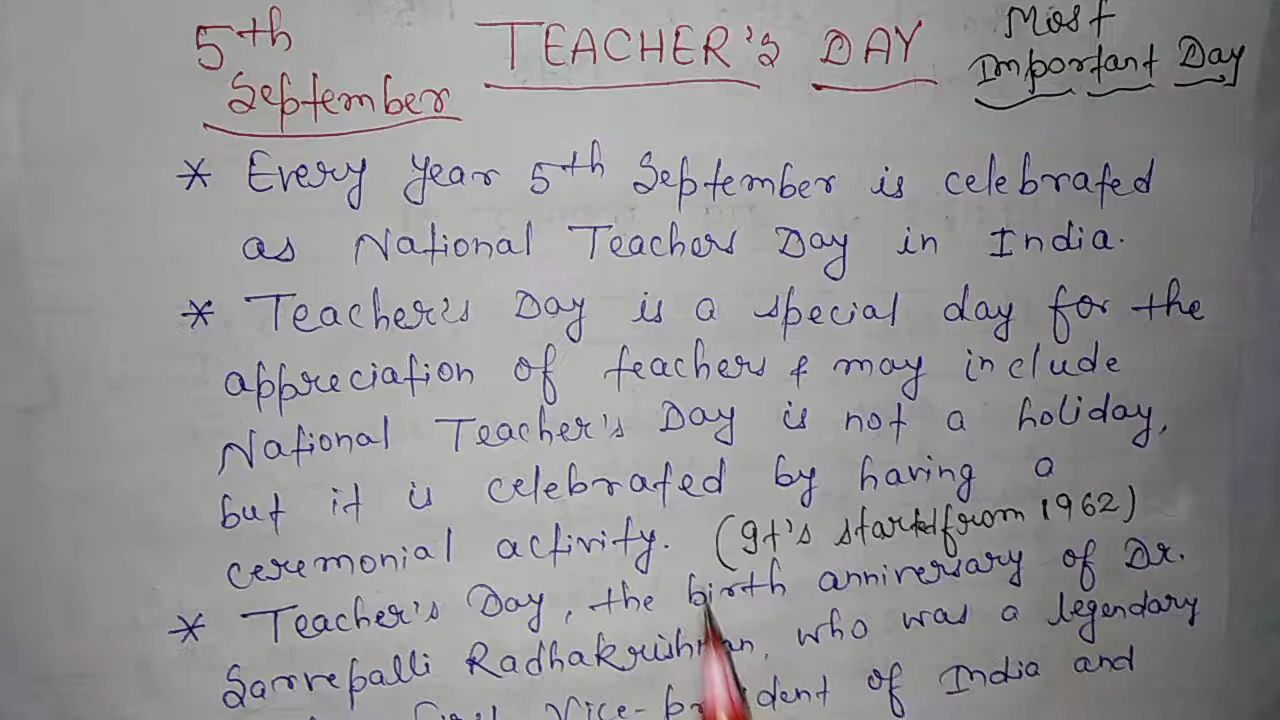 5th September
TEACHER'S DAY
Most
Important Day
* Every Year 5th September is celebrated
as National Teachers Day in India.
* Teacher's Day is a special day for the
appreciation of teachers & may include
National Teacher's Day is not a holiday,
but it is celebrated by having a
ceremonial activity. (It's started from 1962)
* Teacher's Day, the birth anniversary of Dr.
Sarvepalli Radhakrishnan, who was a legendary
First Vice-president of India and